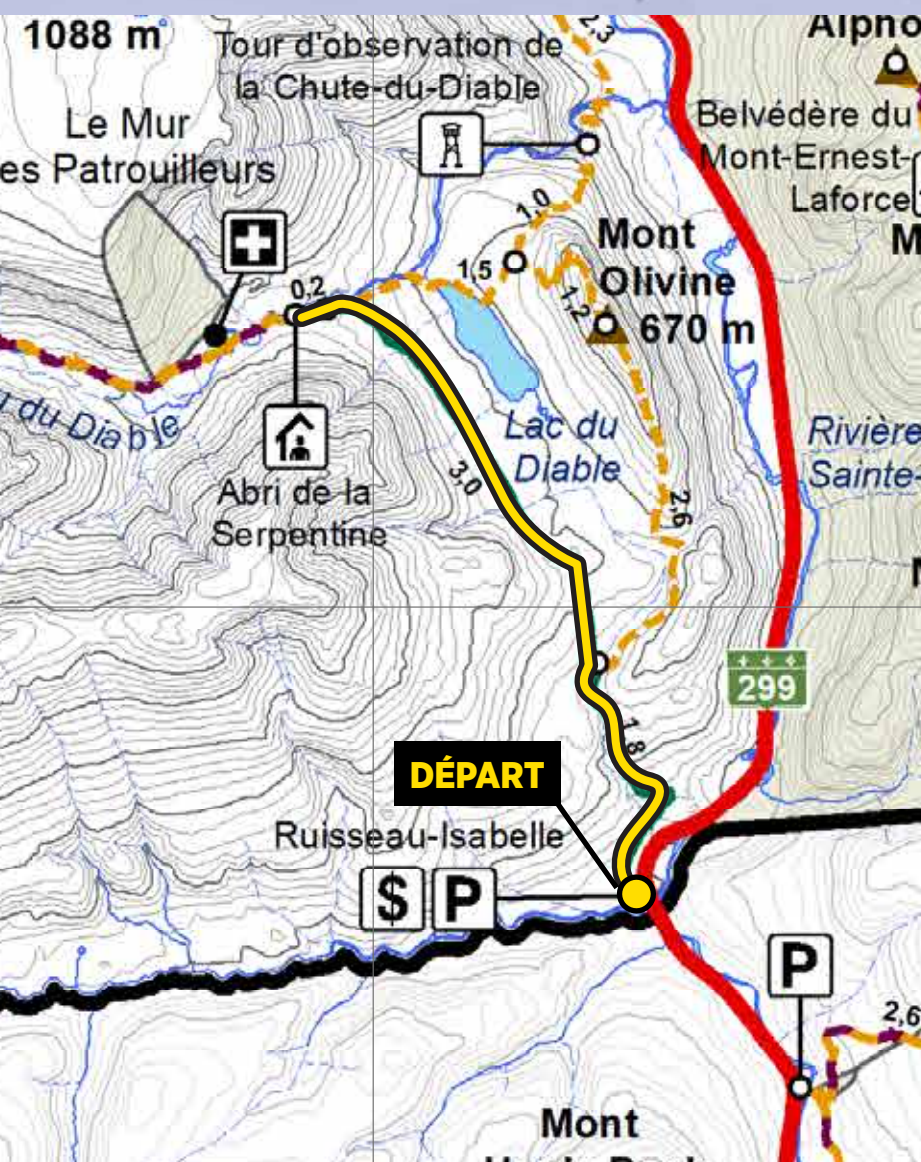 1088 m
Tour d'observation de
la Chute-du-Diable
2,3
Le Mur
es Patrouilleurs
Belvédère du
Mont-Ernest-
Laforce
1,0
Mont
Olivine
670 m
1,5
1,2
0,2
M
du Diable
Lac du
Diable
Rivière
Sainte-
3,0
Abri de la
Serpentine
2,6
299
1,8
DÉPART
Ruisseau-Isabelle
$ P
P
2,6
Mont